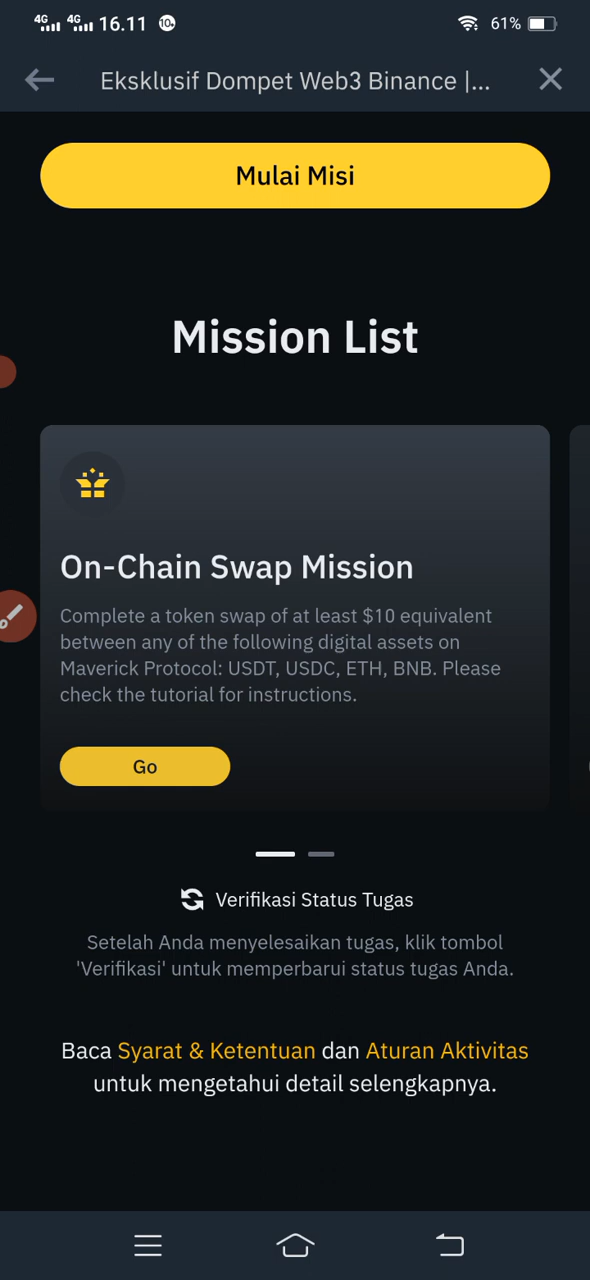 4G 4G 16.11 10+ 61%
Eksklusif Dompet Web3 Binance |...
Mulai Misi
Mission List
On-Chain Swap Mission
Complete a token swap of at least $10 equivalent
between any of the following digital assets on
Maverick Protocol: USDT, USDC, ETH, BNB. Please
check the tutorial for instructions.
Go
Verifikasi Status Tugas
Setelah Anda menyelesaikan tugas, klik tombol
'Verifikasi' untuk memperbarui status tugas Anda.
Baca Syarat & Ketentuan dan Aturan Aktivitas
untuk mengetahui detail selengkapnya.